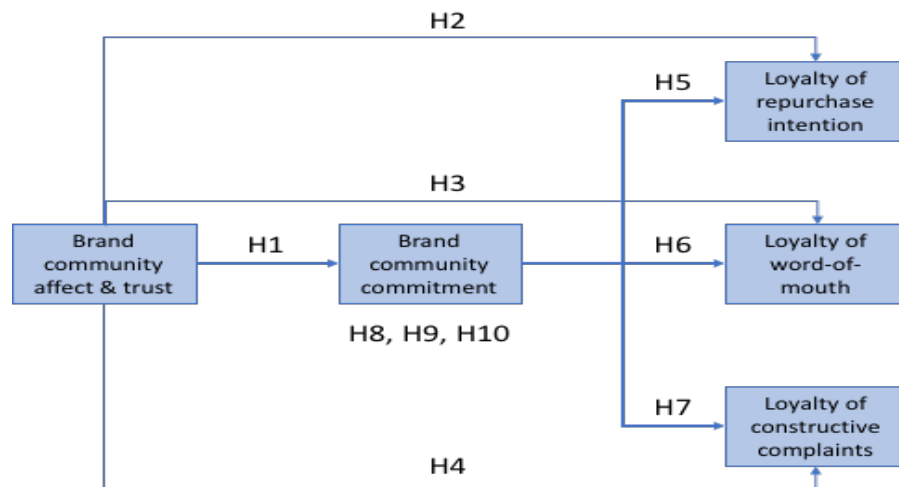 H2
H5
Loyalty of
repurchase
intention
H3
Brand
community
affect & trust
H1
Brand
community
commitment
H6
Loyalty of
word-of-
mouth
H8, H9, H10
H7
Loyalty of
constructive
complaints
H4